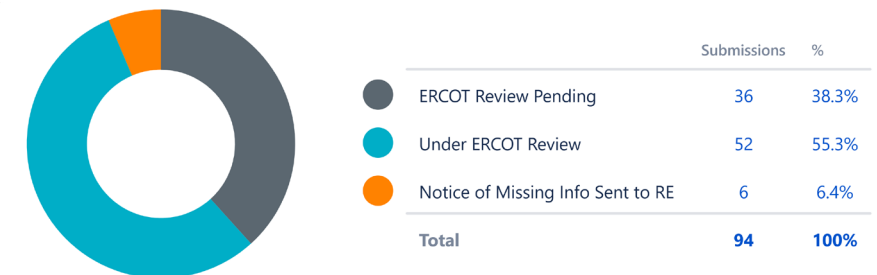 Submissions %
ERCOT Review Pending 36 38.3%
Under ERCOT Review 52 55.3%
Notice of Missing Info Sent to RE 6 6.4%
Total 94 100%